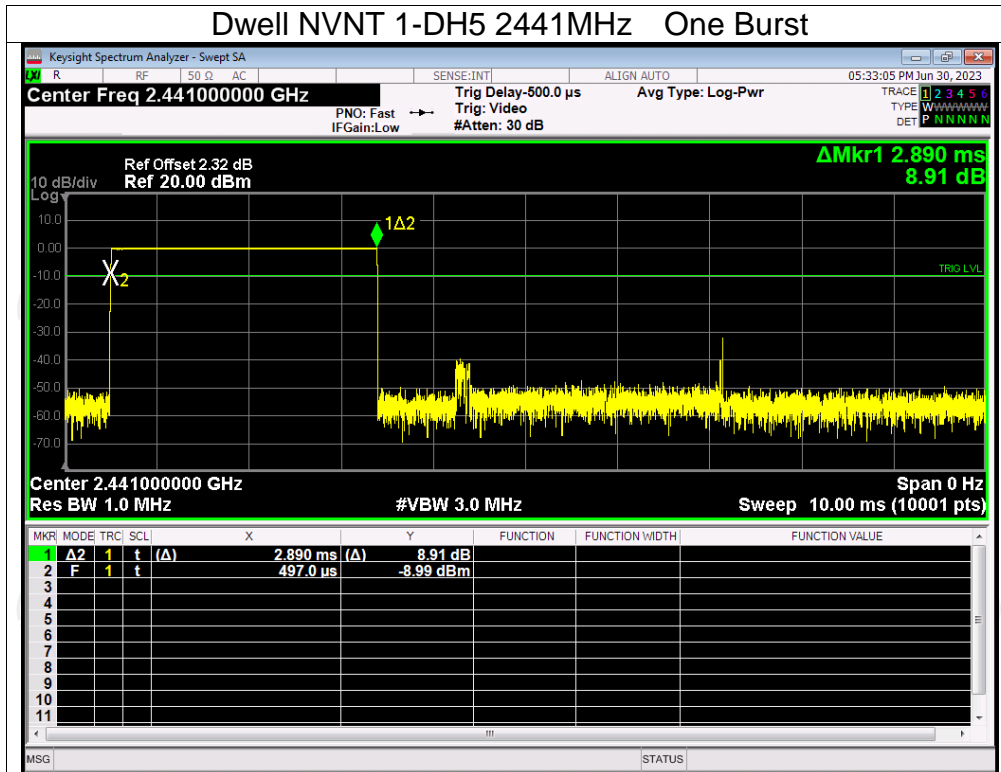 Dwell NVNT 1-DH5 2441MHz One Burst
Keysight Spectrum Analyzer - Swept SA
LXI R RF 50 Ω AC SENSE:INT ALIGN AUTO 05:33:05 PM Jun 30, 2023
Center Freq 2.441000000 GHz Trig Delay-500.0 µs Avg Type: Log-Pwr TRACE 1 2 3 4 5 6
PNO: Fast Trig: Video TYPE WWWWWW
IFGain:Low #Atten: 30 dB DET P N N N N N
ΔMkr1 2.890 ms
8.91 dB
Ref Offset 2.32 dB
10 dB/div Ref 20.00 dBm
Log
10.0
0.00
-10.0
-20.0
-30.0
-40.0
-50.0
-60.0
-70.0
1Δ2
X2
TRIG LVL
Center 2.441000000 GHz Span 0 Hz
Res BW 1.0 MHz #VBW 3.0 MHz Sweep 10.00 ms (10001 pts)
MKR MODE TRC SCL X Y FUNCTION FUNCTION WIDTH FUNCTION VALUE
1 Δ2 1 t (Δ) 2.890 ms (Δ) 8.91 dB
2 F 1 t 497.0 µs -8.99 dBm
3
4
5
6
7
8
9
10
11
MSG STATUS